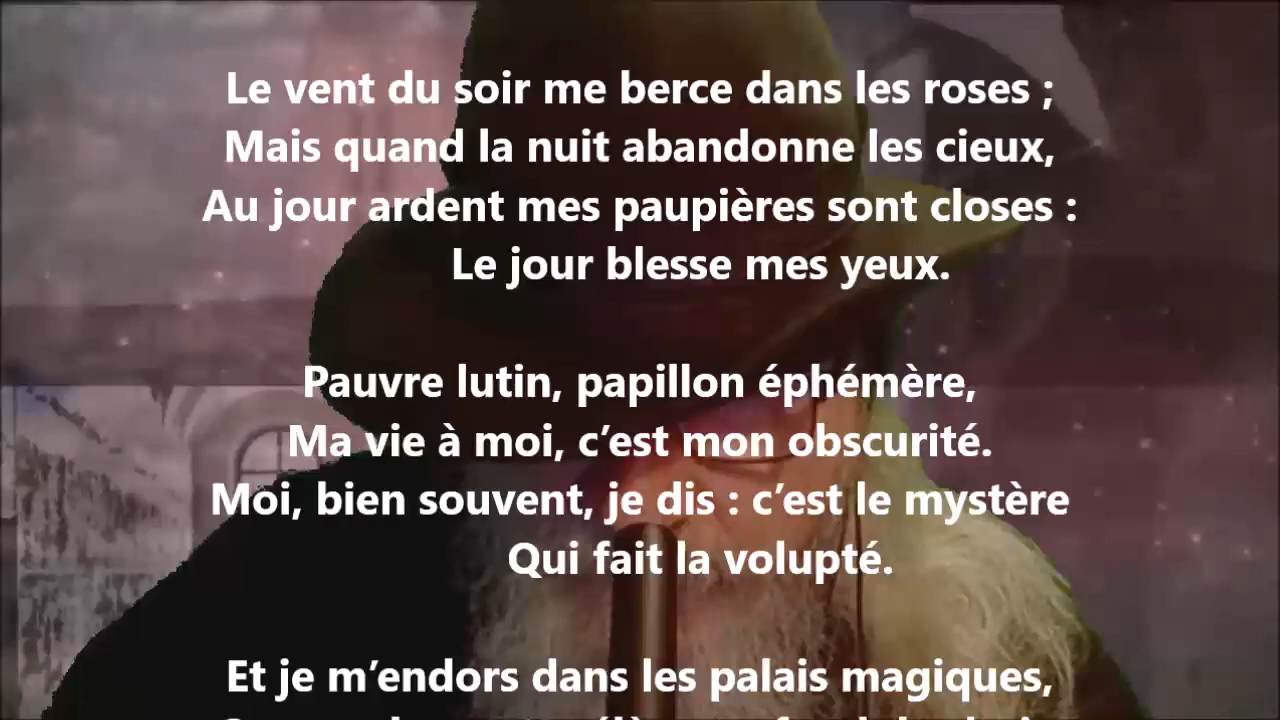 Le vent du soir me berce dans les roses ;
Mais quand la nuit abandonne les cieux,
Au jour ardent mes paupières sont closes :
Le jour blesse mes yeux.
Pauvre lutin, papillon éphémère,
Ma vie à moi, c’est mon obscurité.
Moi, bien souvent, je dis : c’est le mystère
Qui fait la volupté.
Et je m’endors dans les palais magiques,